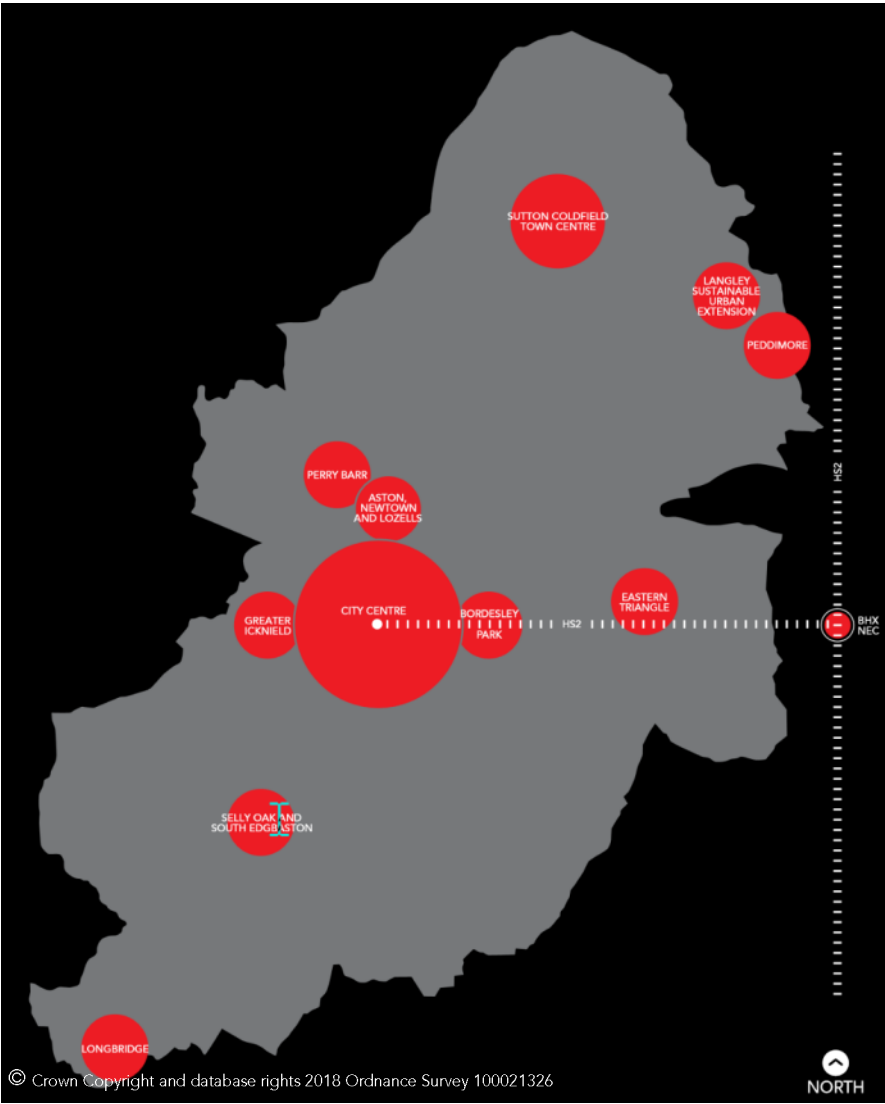 SUTTON COLDFIELD
TOWN CENTRE
LANGLEY
SUSTAINABLE
URBAN
EXTENSION
PEDDIMORE
HS2
PERRY BARR
ASTON,
NEWTOWN
AND LOZELLS
CITY CENTRE
GREATER
ICKNIELD
BORDESLEY
PARK
HS2
EASTERN
TRIANGLE
BHX
NEC
SELLY OAK AND
SOUTH EDGBASTON
LONGBRIDGE
© Crown Copyright and database rights 2018 Ordnance Survey 100021326
NORTH